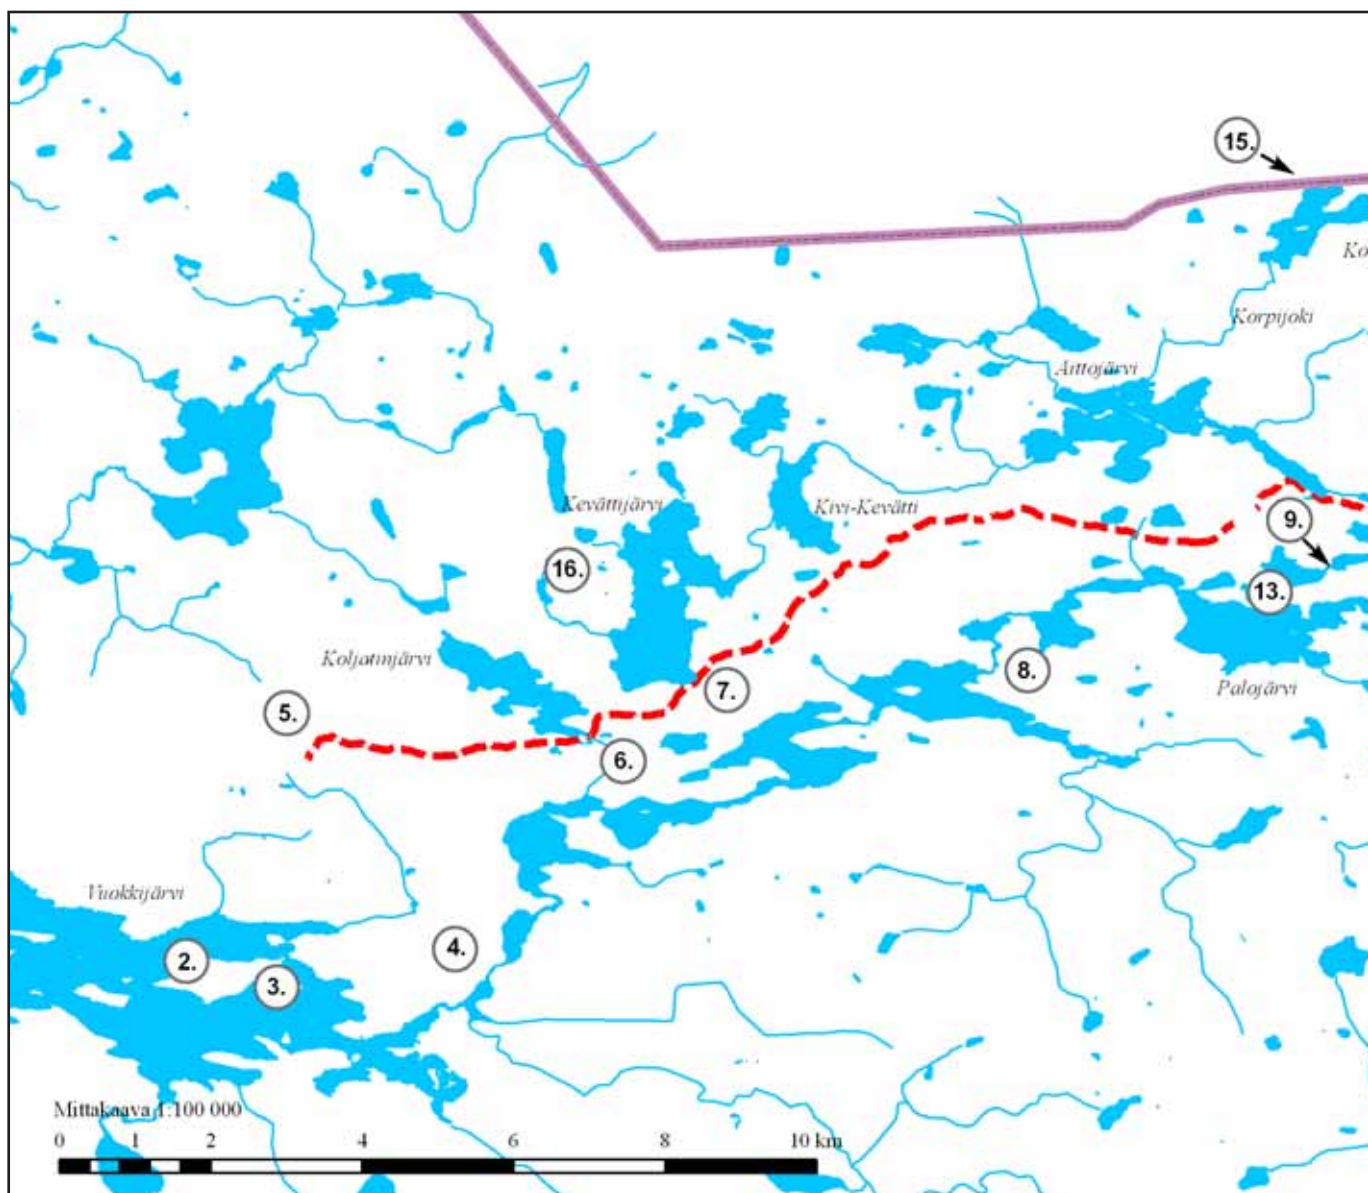 15.
Ko
Korpijoki
Aittojärvi
Kevättijärvi
Kivi-Kevätti
9.
16.
13.
Koljatinjärvi
8.
7.
Palojärvi
5.
6.
Vuokkijärvi
4.
2.
3.
Mittakaava 1:100 000
0 1 2 4 6 8 10 km